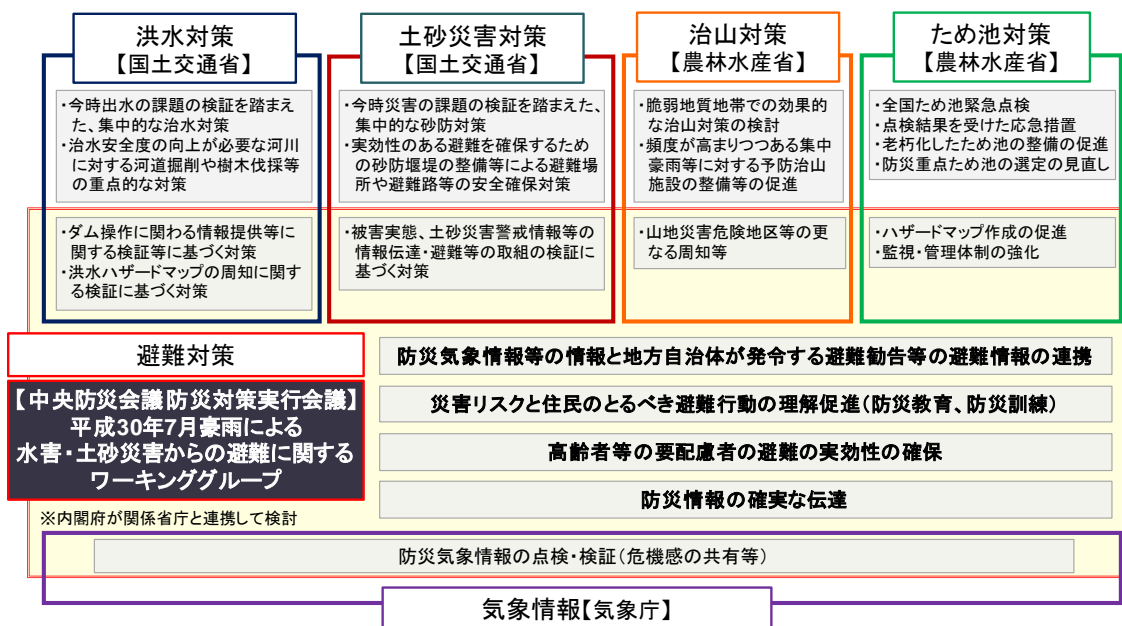 洪水対策
【国土交通省】
・今時出水の課題の検証を踏まえ
た、集中的な治水対策
・治水安全度の向上が必要な河川
に対する河道掘削や樹木伐採等
の重点的な対策
・ダム操作に関わる情報提供等に
関する検証等に基づく対策
・洪水ハザードマップの周知に関す
る検証に基づく対策
土砂災害対策
【国土交通省】
・今時災害の課題の検証を踏まえた、
集中的な砂防対策
・実効性のある避難を確保するため
の砂防堰堤の整備等による避難場
所や避難路等の安全確保対策
・被害実態、土砂災害警戒情報等の
情報伝達・避難等の取組の検証に
基づく対策
治山対策
【農林水産省】
・脆弱地質地帯での効果的
な治山対策の検討
・頻度が高まりつつある集中
豪雨等に対する予防治山
施設の整備等の促進
・山地災害危険地区等の更
なる周知等
ため池対策
【農林水産省】
・全国ため池緊急点検
・点検結果を受けた応急措置
・老朽化したため池の整備の促進
・防災重点ため池の選定の見直し
・ハザードマップ作成の促進
・監視・管理体制の強化
避難対策
【中央防災会議 防災対策実行会議】
平成30年7月豪雨による
水害・土砂災害からの避難に関する
ワーキンググループ
※内閣府が関係省庁と連携して検討
防災気象情報等の情報と地方自治体が発令する避難勧告等の避難情報の連携
災害リスクと住民のとるべき避難行動の理解促進(防災教育、防災訓練)
高齢者等の要配慮者の避難の実効性の確保
防災情報の確実な伝達
防災気象情報の点検・検証(危機感の共有等)
気象情報【気象庁】